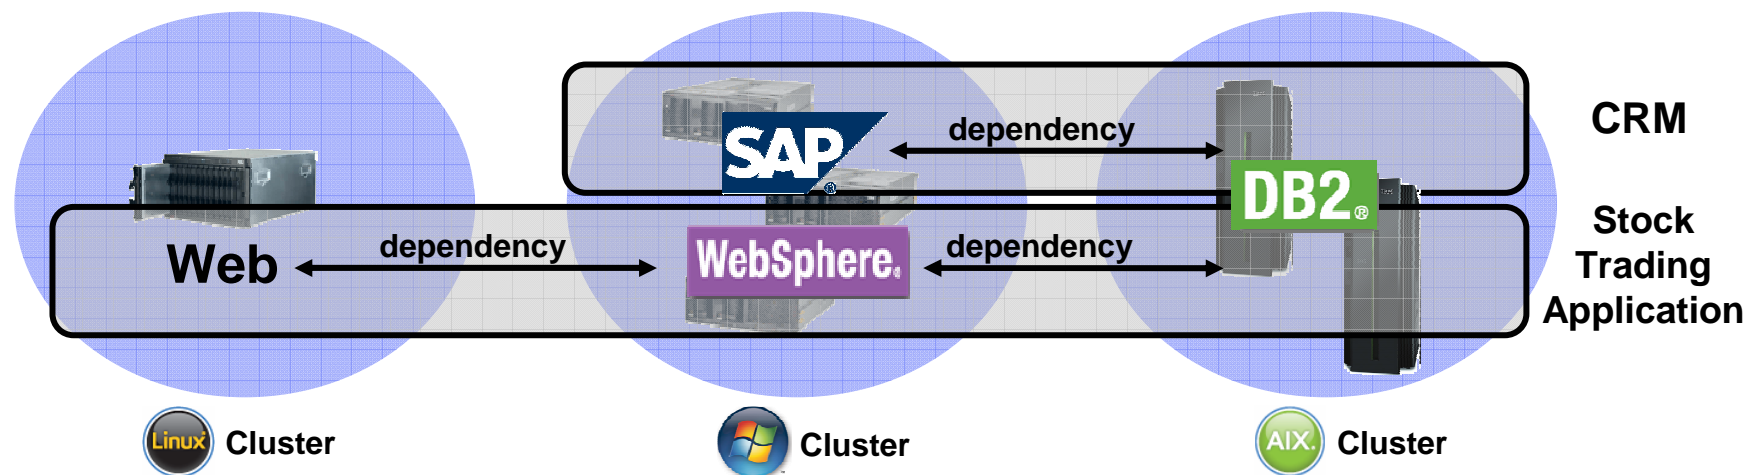 CRM
dependency
SAP®
DB2®
Stock
Trading
Application
dependency
dependency
Web
WebSphere®
Linux Cluster
Cluster
AIX Cluster